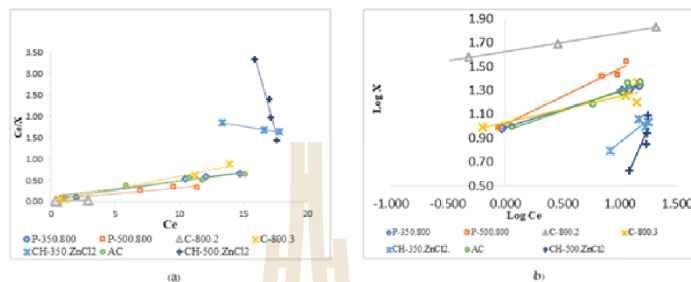 3.50
3.00
2.50
2.00
1.50
1.00
0.50
0.00
Ce/X
0 5 10 15 20
Ce
P-350.800 P-500.800 C-800.2 C-800.3
CH-350.ZnCl2 AC CH-500.ZnCl2
(a)
b
1.90
1.70
1.50
1.30
1.10
0.90
0.70
0.50
Log X
-1.000 -0.500 0.000 0.500 1.000 1.500
Log Ce
P-350.800 P-500.800 C-800.2 C-800.3
CH-350.ZnCl2. AC CH-500.ZnCl2
b)